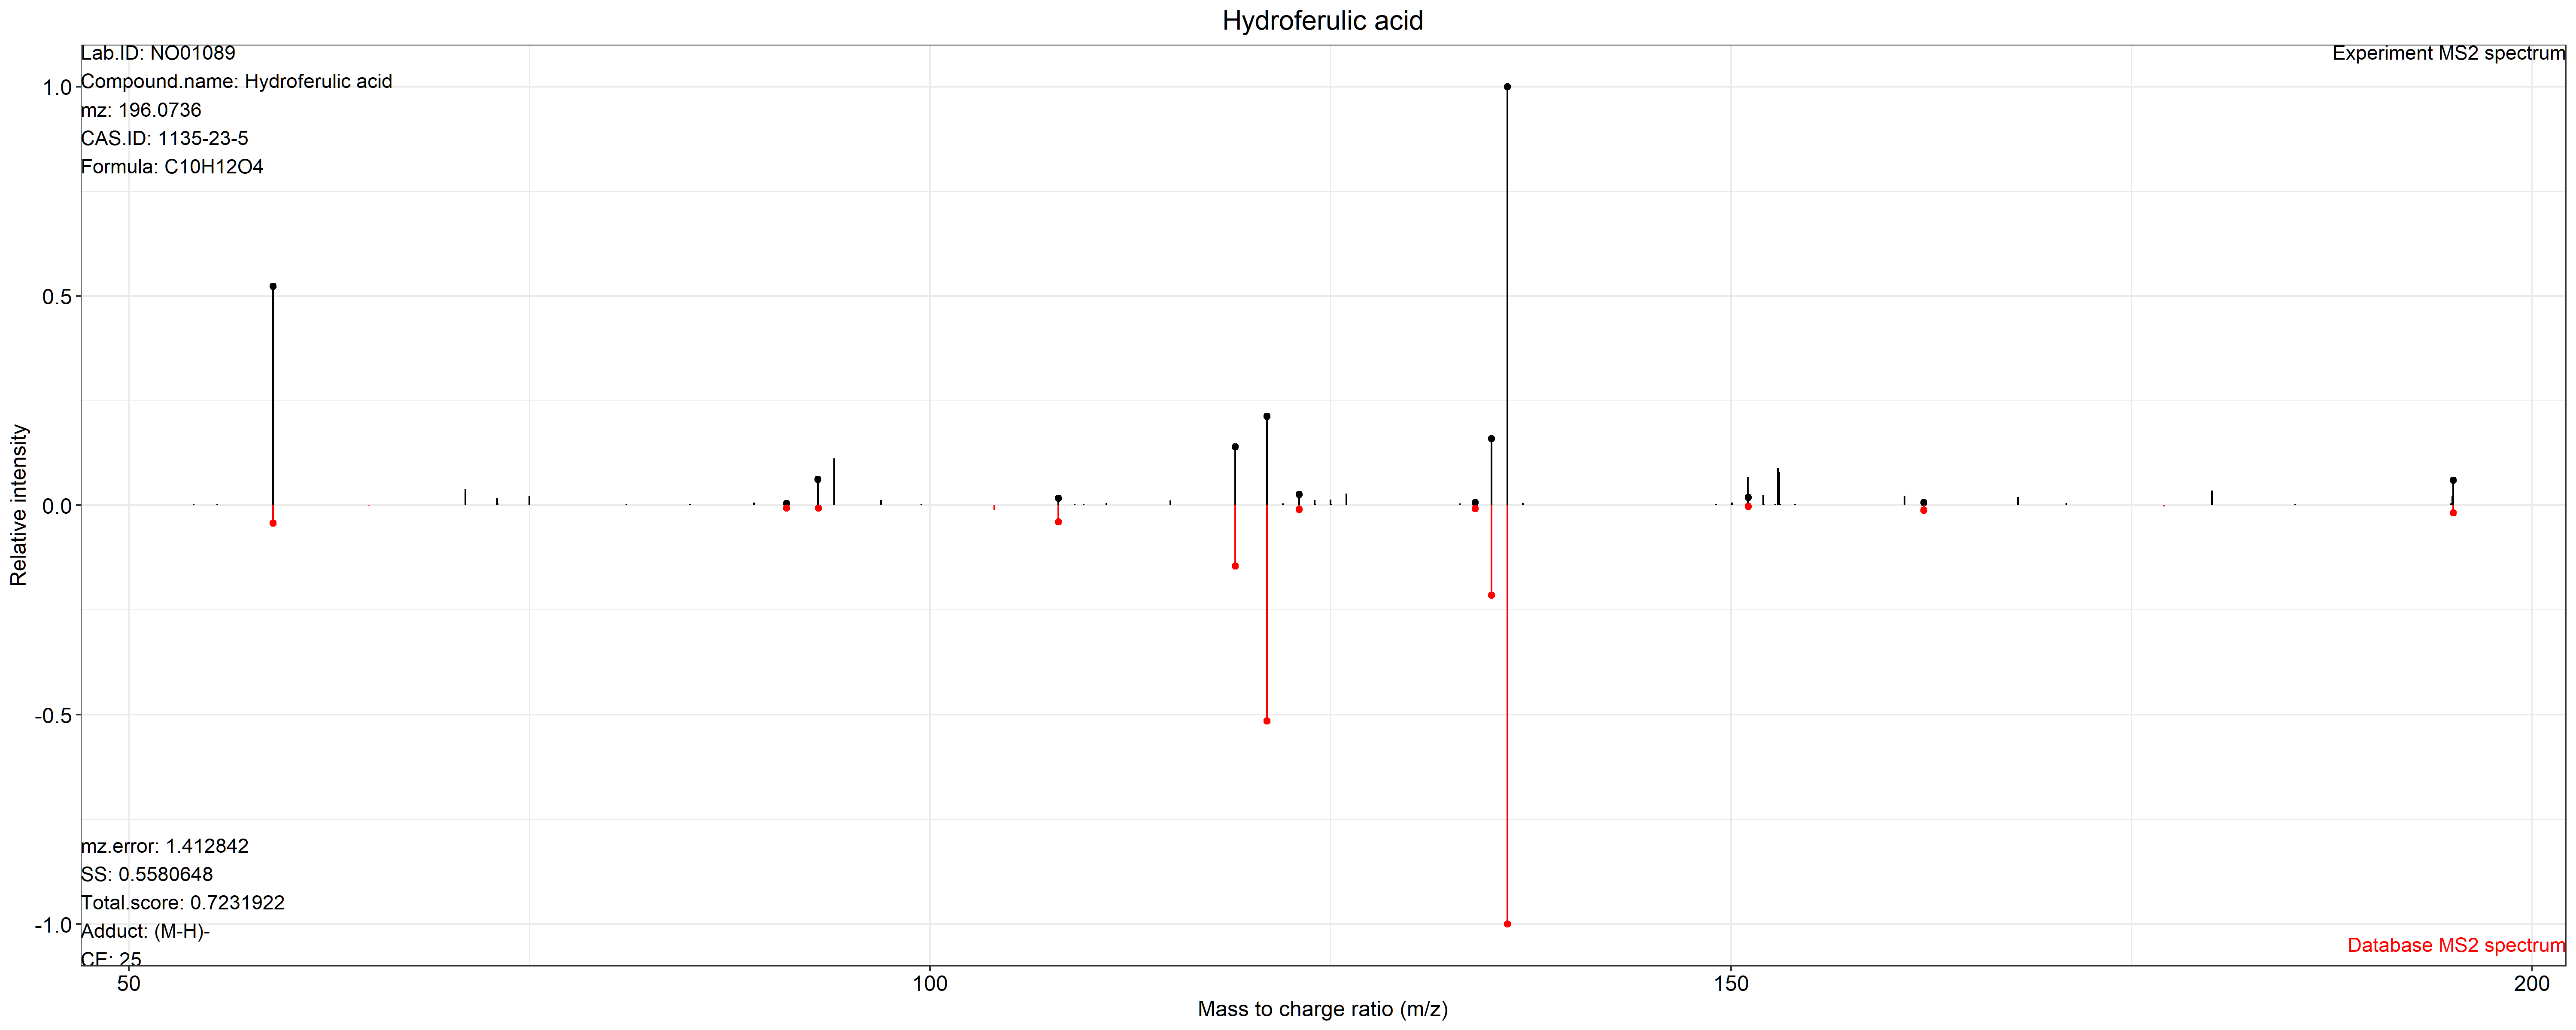 Hydroferulic acid
Lab.ID: NO01089
Experiment MS2 spectrum
Compound.name: Hydroferulic acid
mz: 196.0736
CAS.ID: 1135-23-5
Formula: C10H12O4
1.0
0.5
0.0
-0.5
-1.0
Relative intensity
mz.error: 1.412842
SS: 0.5580648
Total.score: 0.7231922
Adduct: (M-H)-
CE: 25
Database MS2 spectrum
50 100 150 200
Mass to charge ratio (m/z)